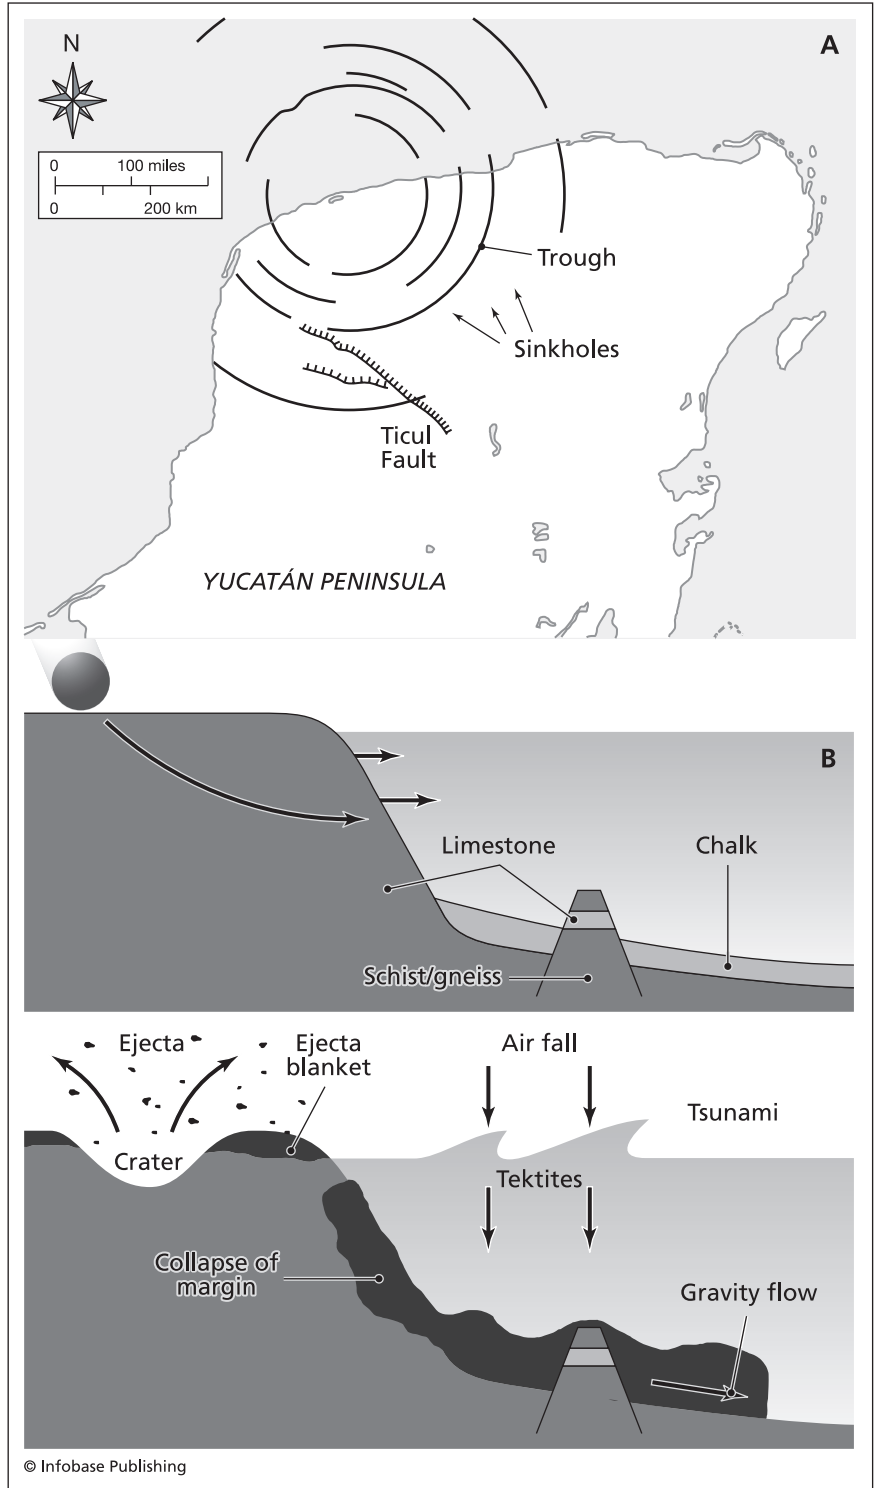 A
N
0 100 miles
0 200 km
Trough
Sinkholes
Ticul
Fault
YUCATÁN PENINSULA
B
Limestone
Chalk
Schist/gneiss
Ejecta
Ejecta
blanket
Air fall
Tsunami
Crater
Tektites
Collapse of
margin
Gravity flow
© Infobase Publishing